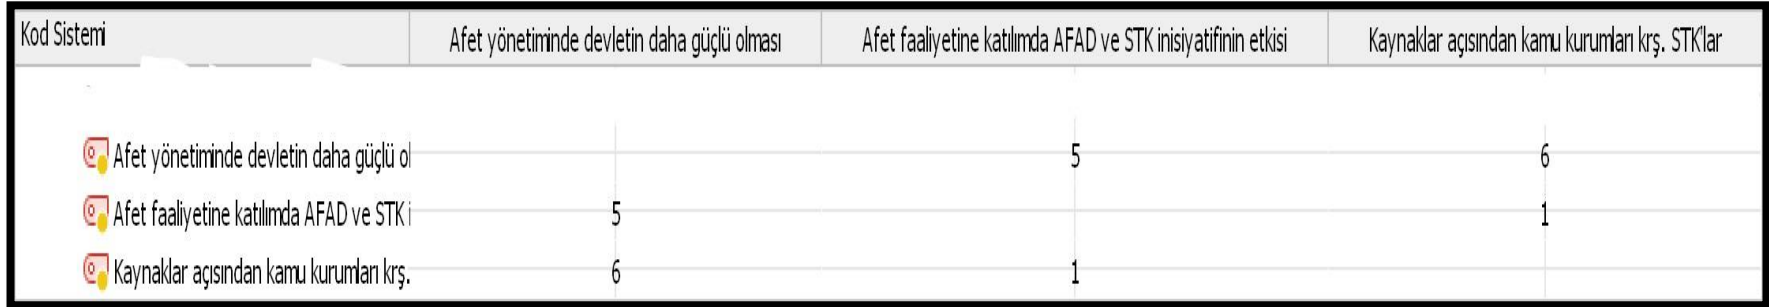 Kod Sistemi Afet yönetiminde devletin daha güçlü olması Afet faaliyetine katılımda AFAD ve STK inisiyatifinin etkisi Kaynaklar açısından kamu kurumları krş. STK'lar
Afet yönetiminde devletin daha güçlü ol 5 6
Afet faaliyetine katılımda AFAD ve STK i 5 1
Kaynaklar açısından kamu kurumları krş. 6 1